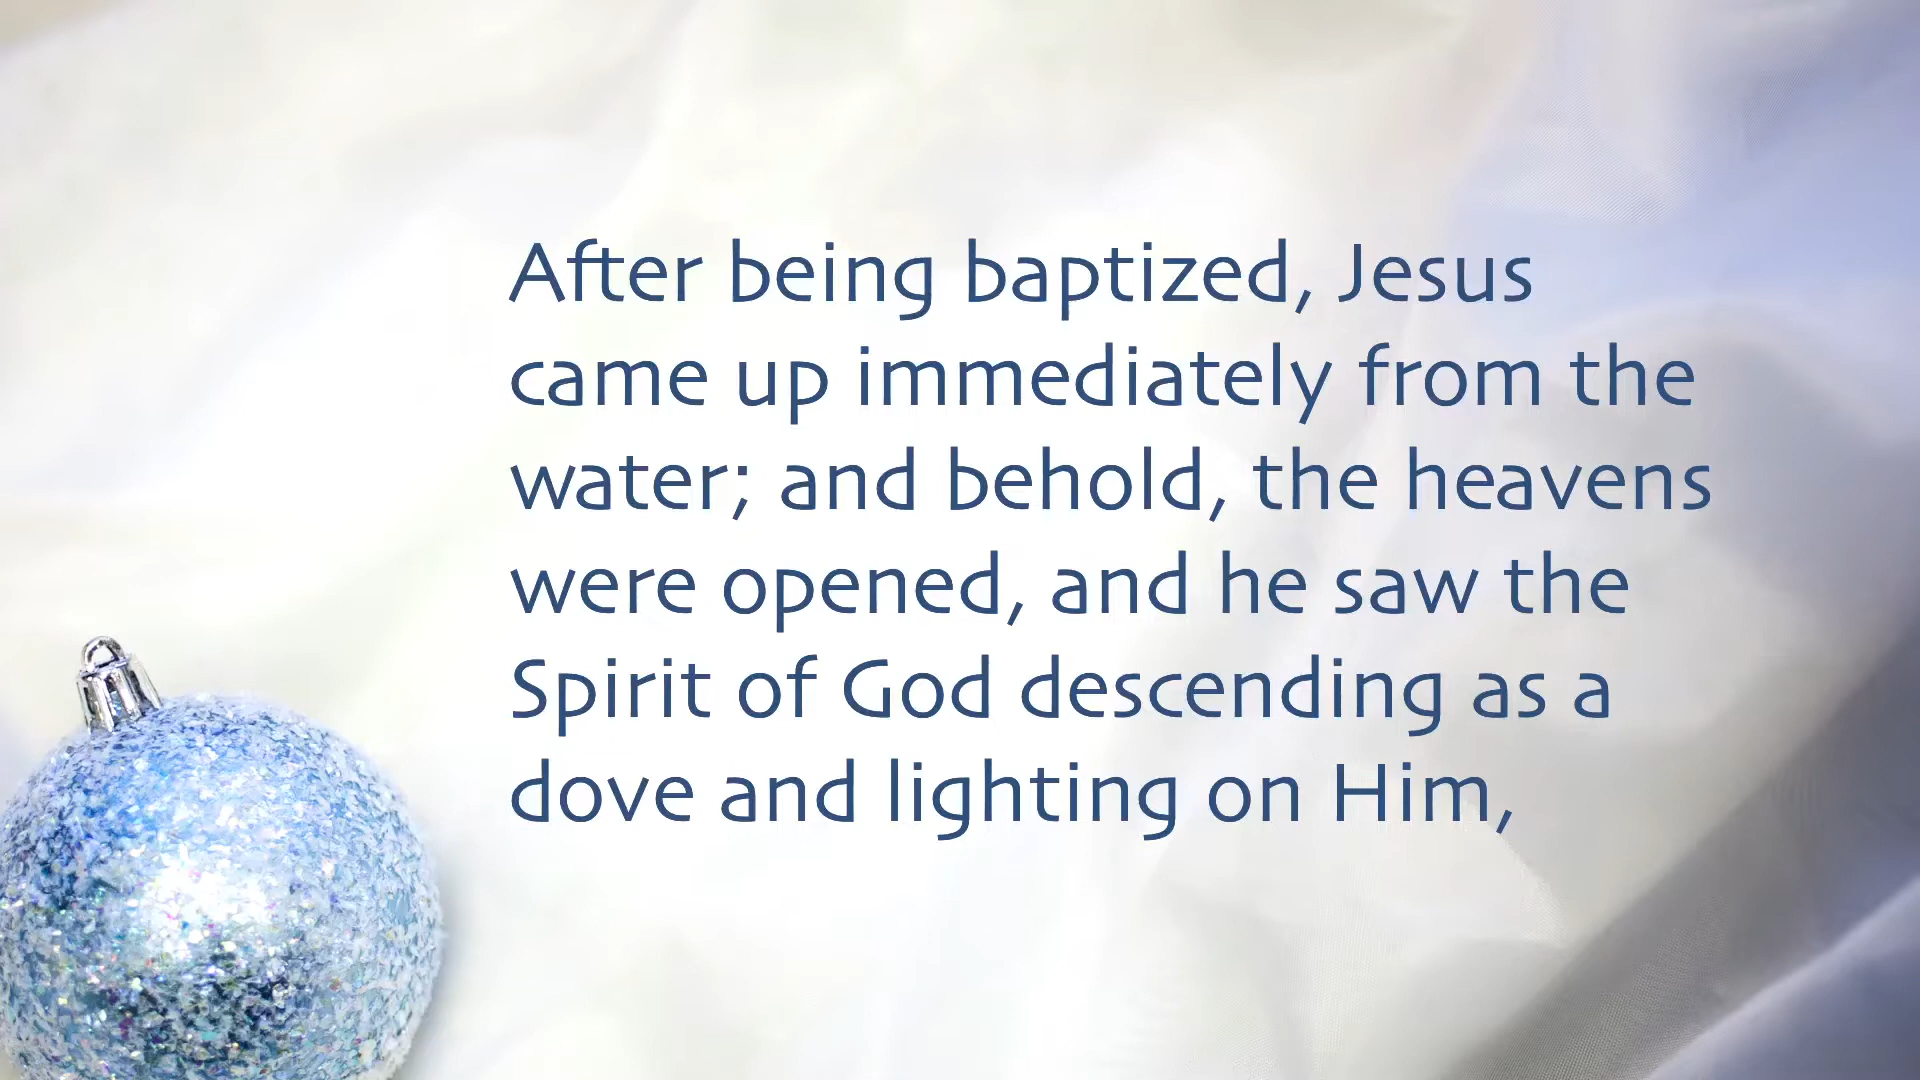 After being baptized, Jesus
came up immediately from the
water; and behold, the heavens
were opened, and he saw the
Spirit of God descending as a
dove and lighting on Him,